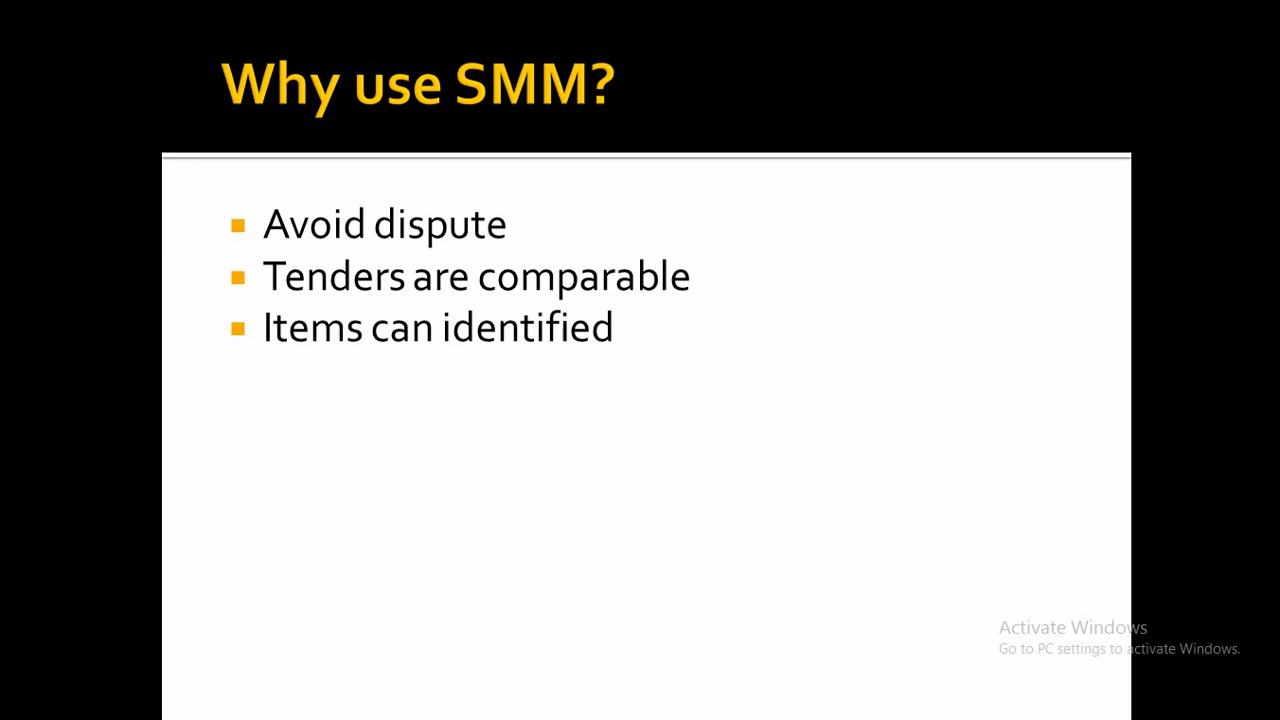 Why use SMM?
Avoid dispute
Tenders are comparable
Items can identified
Activate Windows
Go to PC settings to activate Windows.